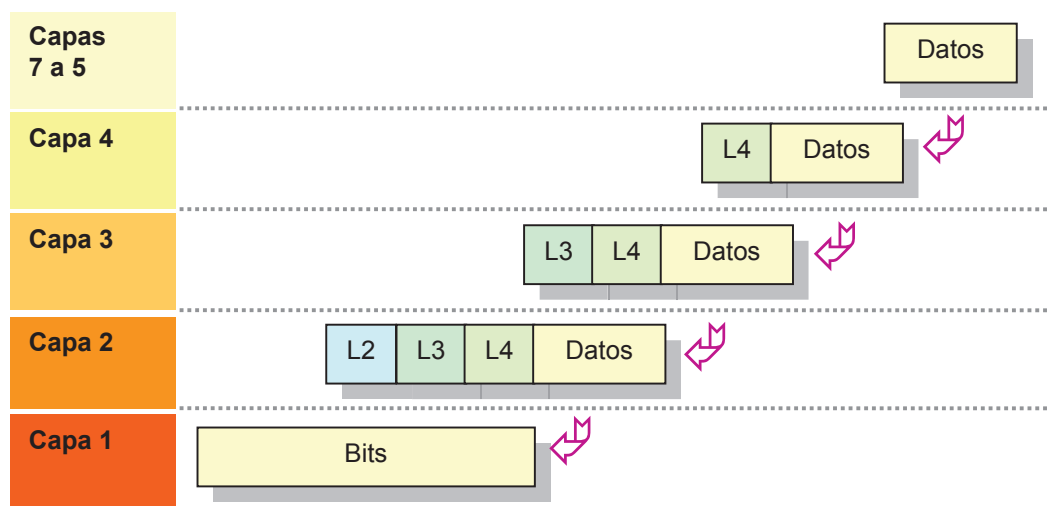 Capas
7 a 5
Datos
Capa 4
L4 Datos
Capa 3
L3 L4 Datos
Capa 2
L2 L3 L4 Datos
Capa 1
Bits